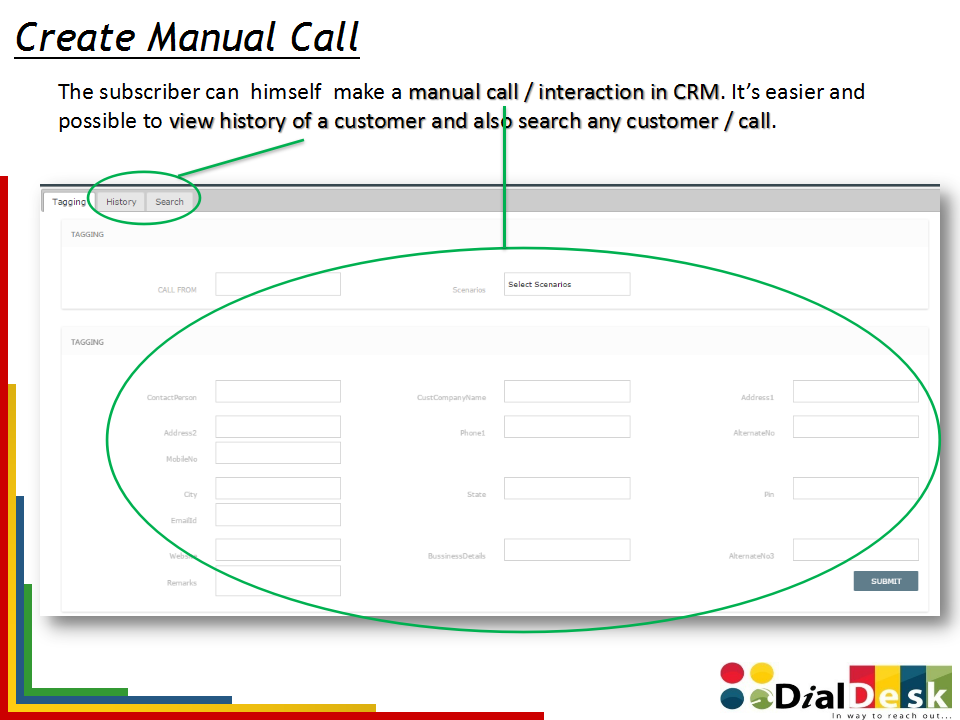 Create Manual Call
The subscriber can himself make a manual call / interaction in CRM. It's easier and
possible to view history of a customer and also search any customer / call.
Tagging History Search
TAGGING
CALL FROM Scenarios Select Scenarios
TAGGING
ContactPerson CustCompanyName Address1
Address2 Phone1 AlternateNo
MobileNo
City State Pin
EmailId
Website BussinessDetails AlternateNo3
Remarks
SUBMIT
DialDesk
In way to reach out...